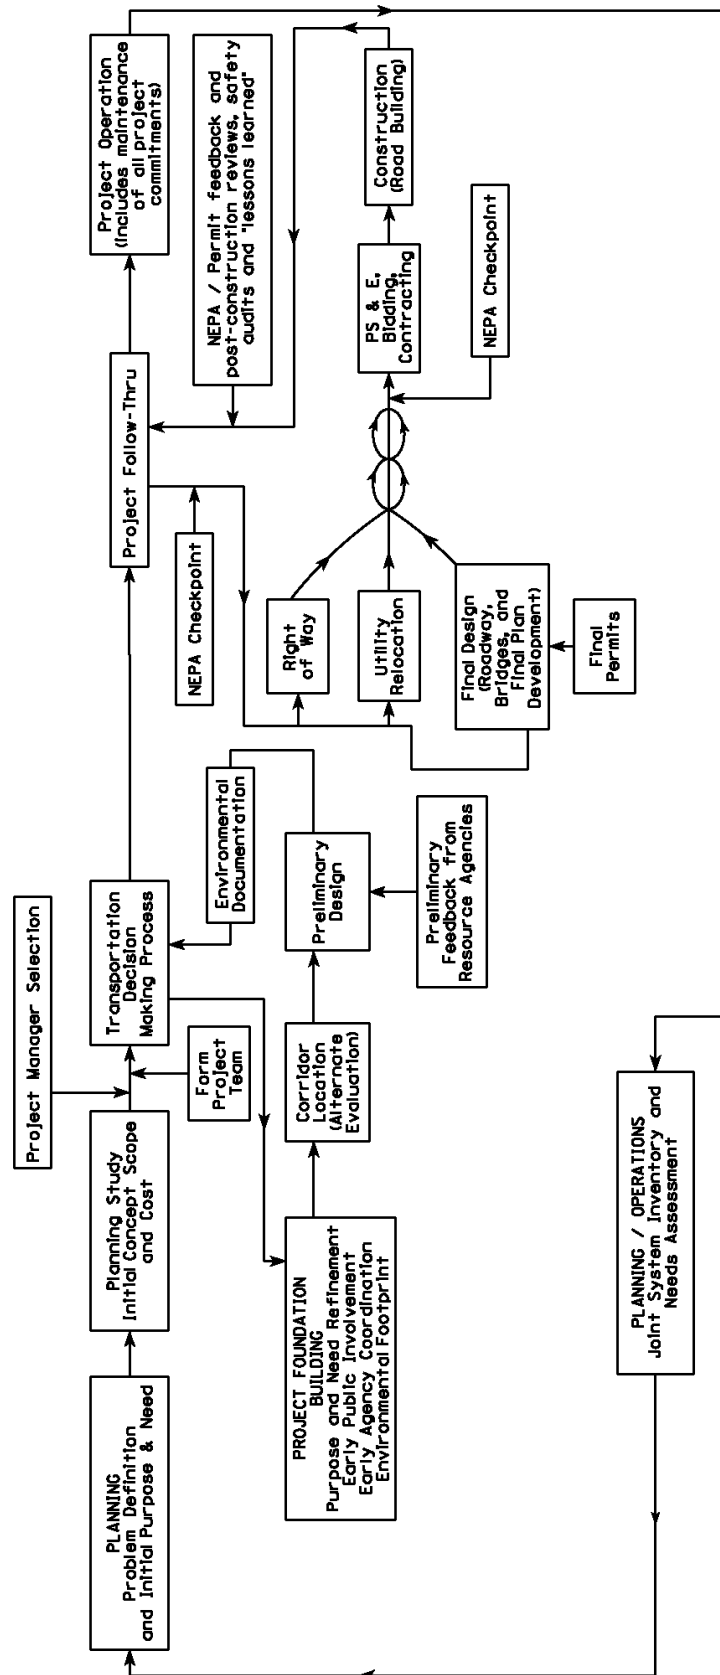 Project Manager Selection
PLANNING
Problem Definition
and Initial Purpose & Need
Planning Study
Initial Concept Scope
and Cost
Transportation
Decision
Making Process
Project Follow-Thru
Project Operation
(Includes maintenance
of all project
commitments)
Form
Project
Team
Environmental
Documentation
NEPA Checkpoint
NEPA / Permit feedback and
post-construction reviews, safety
audits and "lessons learned"
PROJECT FOUNDATION
BUILDING
Purpose and Need Refinement
Early Public Involvement
Early Agency Coordination
Environmental Footprint
Corridor
Location
(Alternate
Evaluation)
Preliminary
Design
Right
of Way
Utility
Relocation
PS & E,
Bidding,
Contracting
Construction
(Road Building)
Preliminary
Feedback from
Resource Agencies
Final Design
(Roadway,
Bridges, and
Final Plan
Development)
NEPA Checkpoint
Final
Permits
PLANNING / OPERATIONS
Joint System Inventory and
Needs Assessment